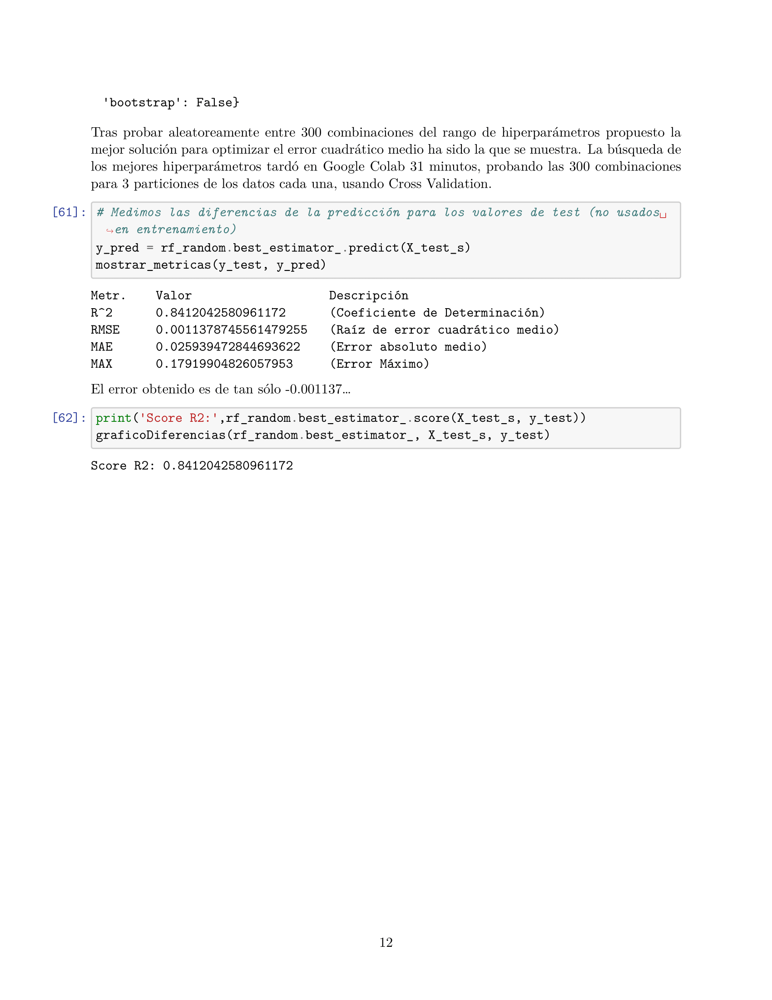 'bootstrap': False}
Tras probar aleatoreamente entre 300 combinaciones del rango de hiperparámetros propuesto la
mejor solución para optimizar el error cuadrático medio ha sido la que se muestra. La búsqueda de
los mejores hiperparámetros tardó en Google Colab 31 minutos, probando las 300 combinaciones
para 3 particiones de los datos cada una, usando Cross Validation.
[61]: # Medimos las diferencias de la predicción para los valores de test (no usados␣
↪en entrenamiento)
y_pred = rf_random.best_estimator_.predict(X_test_s)
mostrar_metricas(y_test, y_pred)
Metr.    Valor                   Descripción
R^2      0.8412042580961172      (Coeficiente de Determinación)
RMSE     0.0011378745561479255   (Raíz de error cuadrático medio)
MAE      0.025939472844693622    (Error absoluto medio)
MAX      0.17919904826057953     (Error Máximo)
El error obtenido es de tan sólo -0.001137…
[62]: print('Score R2:',rf_random.best_estimator_.score(X_test_s, y_test))
graficoDiferencias(rf_random.best_estimator_, X_test_s, y_test)
Score R2: 0.8412042580961172
12